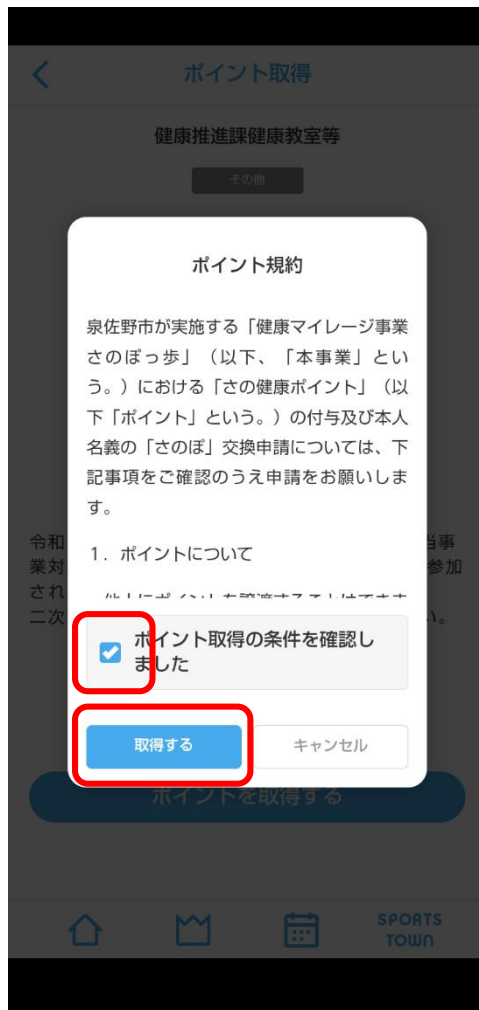 ポイント取得
健康推進課健康教室等
その他
ポイント規約
泉佐野市が実施する「健康マイレージ事業
さのぽっ歩」（以下、「本事業」とい
う。）における「さの健康ポイント」（以
下「ポイント」という。）の付与及び本人
名義の「さのぽ」交換申請については、下
記事項をご確認のうえ申請をお願いしま
す。
令和
当事
1．ポイントについて
業対
参加
され
二次
い。
ポイント取得の条件を確認し
ました
取得する
キャンセル
ポイントを取得する
SPORTS
TOWN